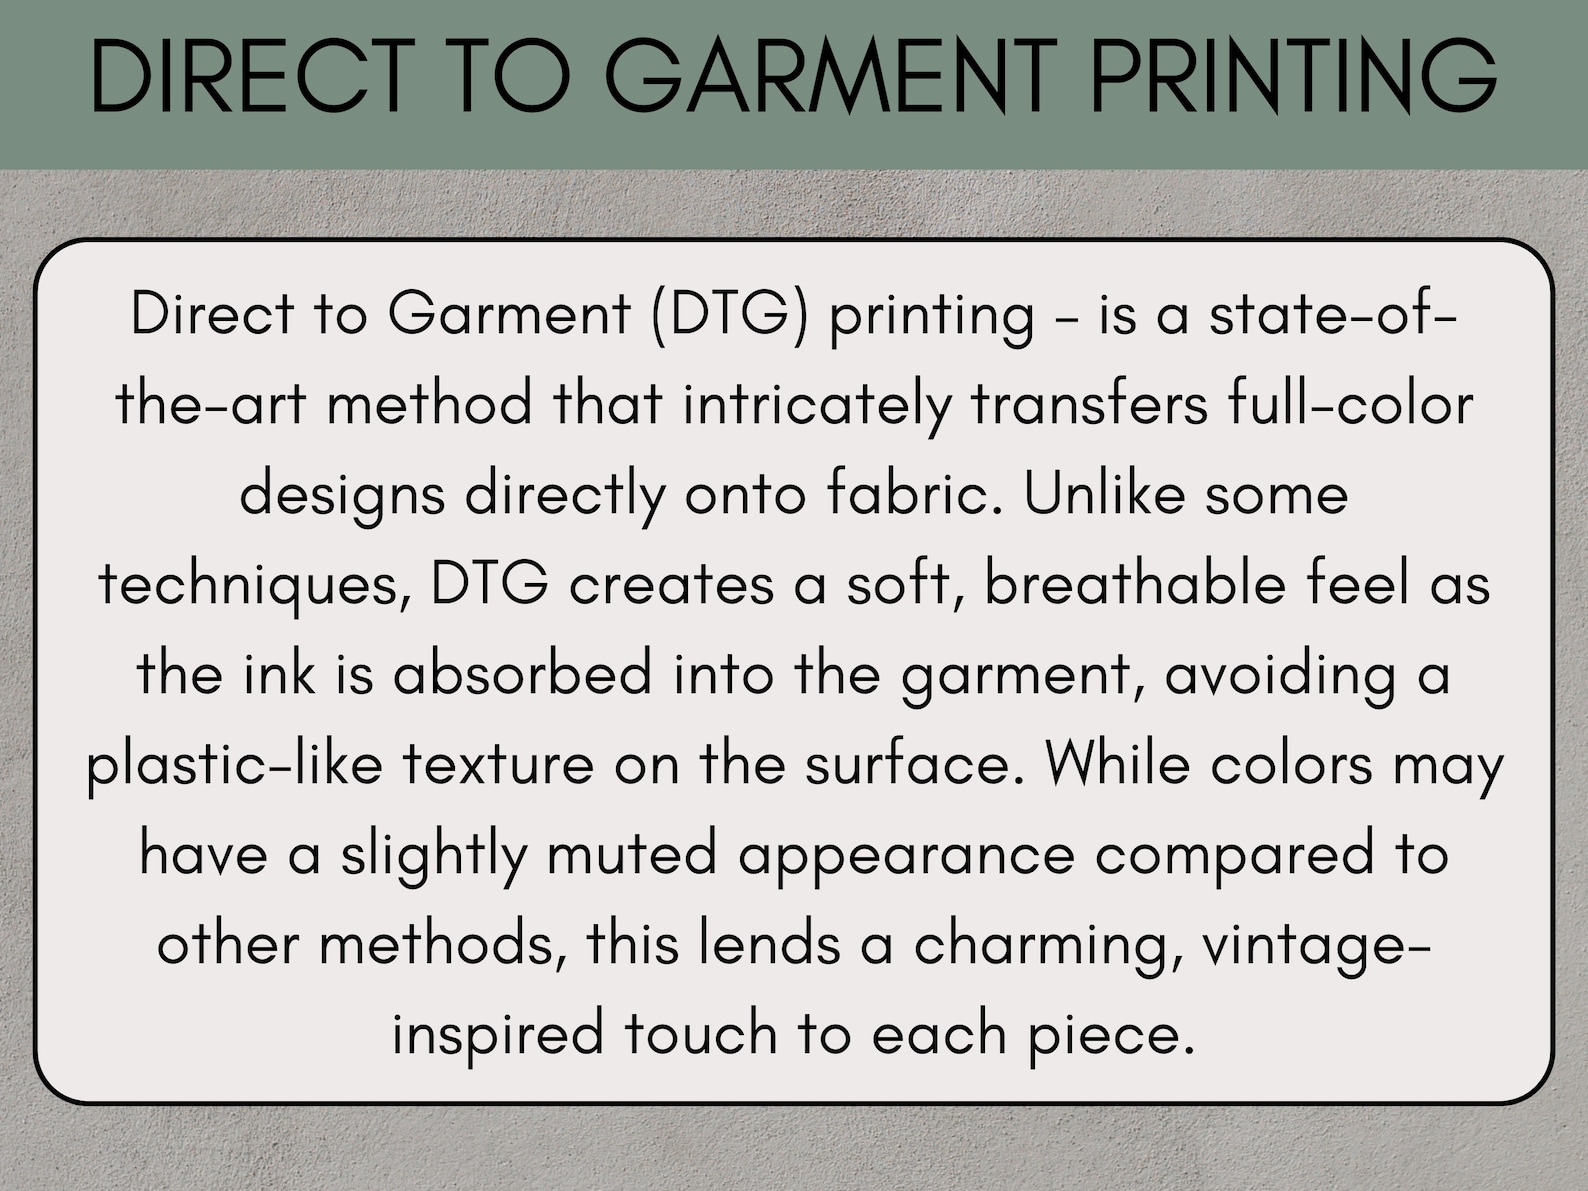 DIRECT TO GARMENT PRINTING
Direct to Garment (DTG) printing - is a state-of-
the-art method that intricately transfers full-color
designs directly onto fabric. Unlike some
techniques, DTG creates a soft, breathable feel as
the ink is absorbed into the garment, avoiding a
plastic-like texture on the surface. While colors may
have a slightly muted appearance compared to
other methods, this lends a charming, vintage-
inspired touch to each piece.